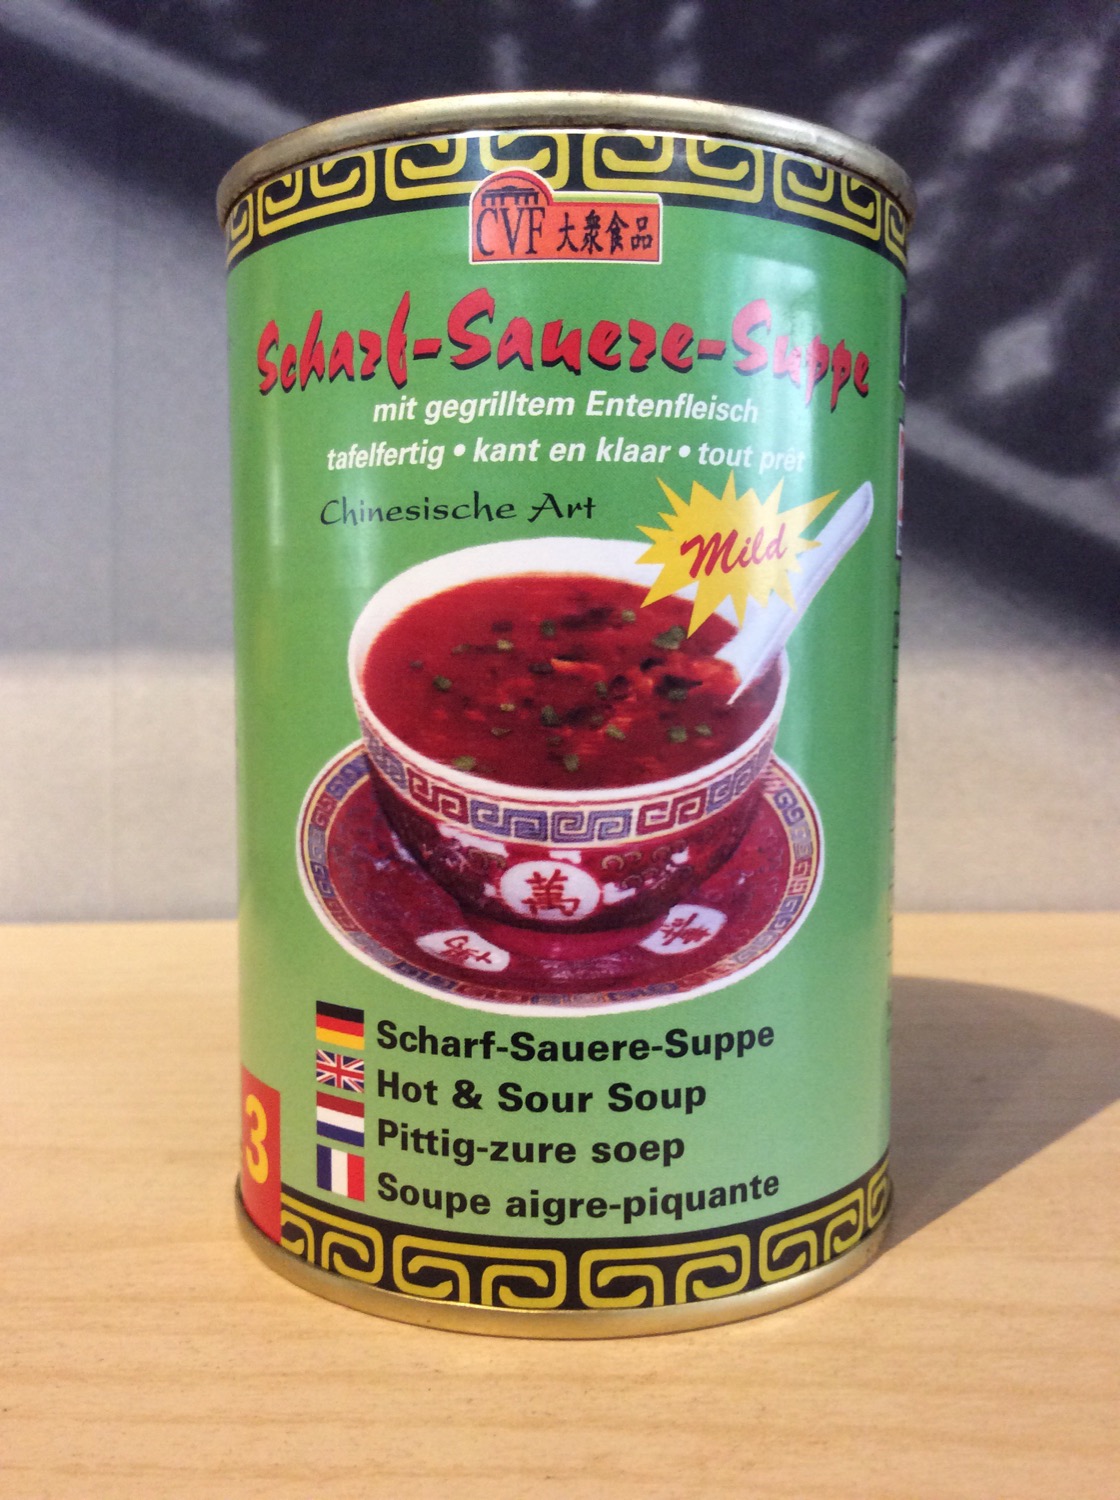 CVF 大衆食品
Scharf-Sauere-Suppe
mit gegrilltem Entenfleisch
tafelfertig • kant en klaar • tout prêt
Chinesische Art
Mild
萬
Scharf-Sauere-Suppe
Hot & Sour Soup
Pittig-zure soep
Soupe aigre-piquante
3